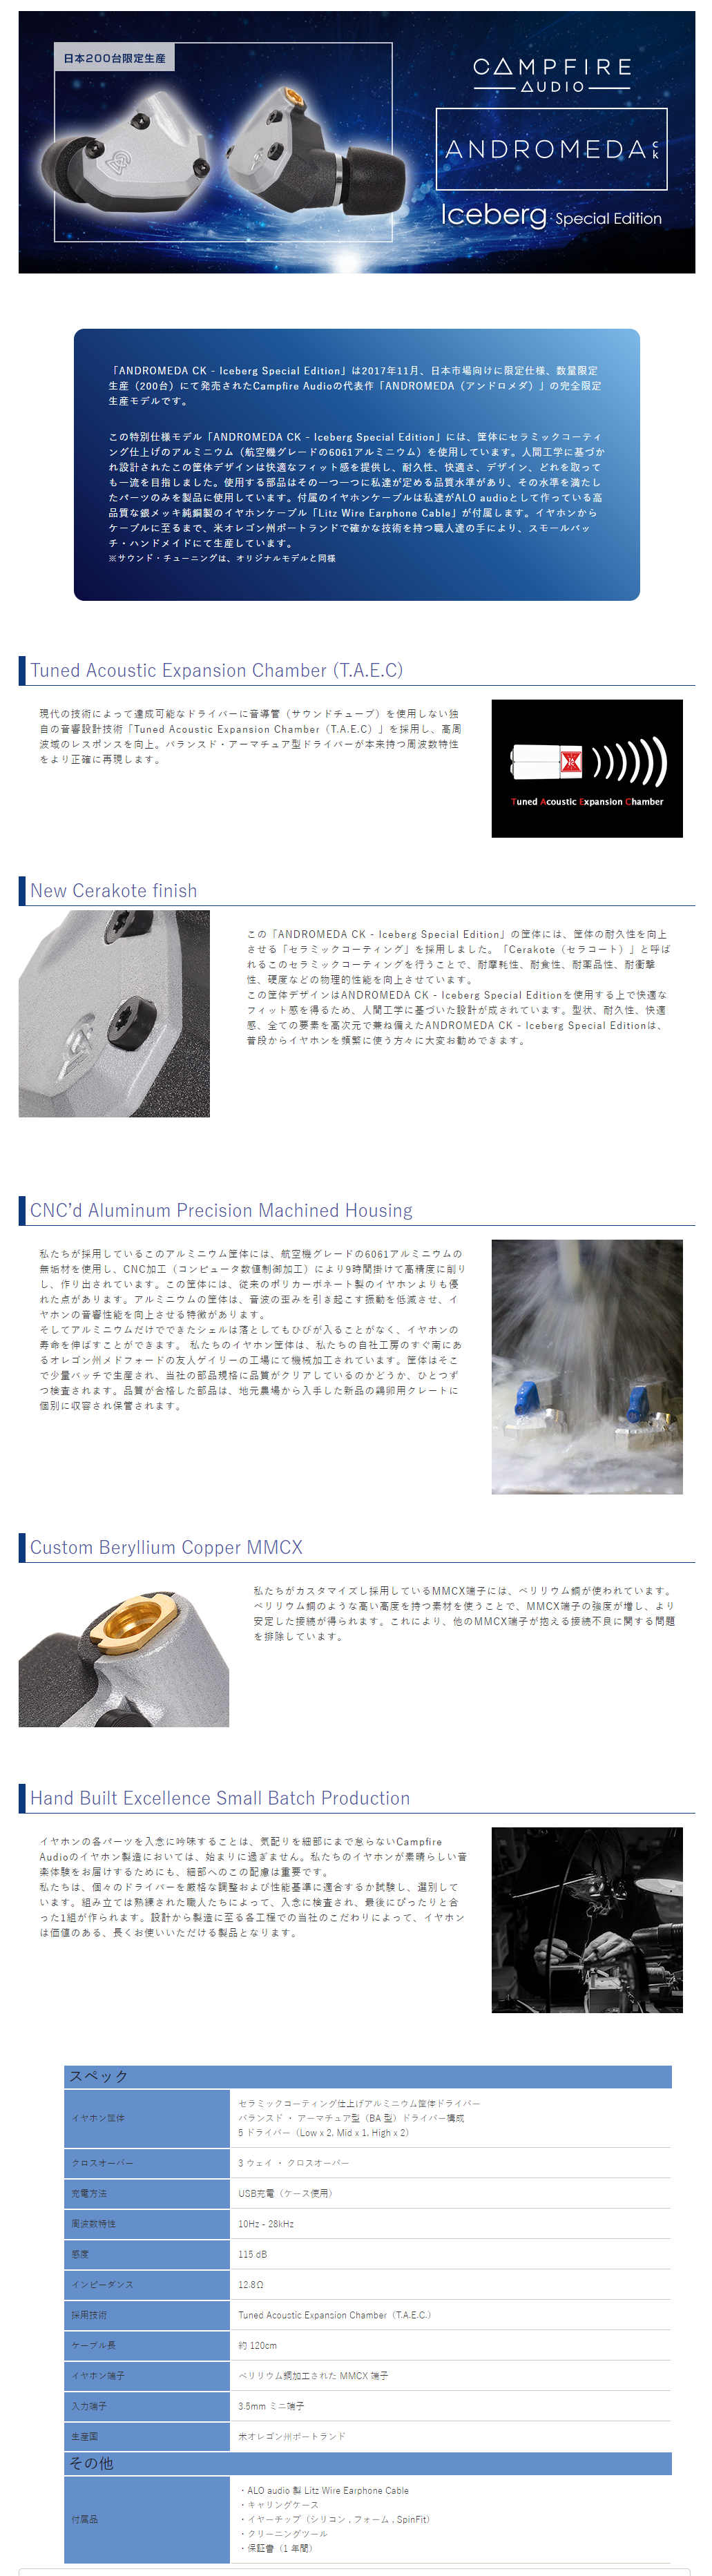 日本200台限定生産
CAMPFIRE
AUDIO
ANDROMEDA ck
Iceberg Special Edition
「ANDROMEDA CK - Iceberg Special Edition」は2017年11月、日本市場向けに限定仕様、数量限定
生産（200台）にて発売されたCampfire Audioの代表作「ANDROMEDA（アンドロメダ）」の完全限定
生産モデルです。
この特別仕様モデル「ANDROMEDA CK - Iceberg Special Edition」には、筐体にセラミックコーティ
ング仕上げのアルミニウム（航空機グレードの6061アルミニウム）を使用しています。人間工学に基づか
れ設計されたこの筐体デザインは快適なフィット感を提供し、耐久性、快適さ、デザイン、どれを取って
も一流を目指しました。使用する部品はその一つ一つに私達が定める品質水準があり、その水準を満たし
たパーツのみを製品に使用しています。付属のイヤホンケーブルは私達がALO audioとして作っている高
品質な銀メッキ純銅製のイヤホンケーブル「Litz Wire Earphone Cable」が付属します。イヤホンから
ケーブルに至るまで、米オレゴン州ポートランドで確かな技術を持つ職人達の手により、スモールバッ
チ・ハンドメイドにて生産しています。
※サウンド・チューニングは、オリジナルモデルと同様
Tuned Acoustic Expansion Chamber (T.A.E.C)
現代の技術によって達成可能なドライバーに音導管（サウンドチューブ）を使用しない独
自の音響設計技術「Tuned Acoustic Expansion Chamber（T.A.E.C）」を採用し、高周
波域のレスポンスを向上。バランスド・アーマチュア型ドライバーが本来持つ周波数特性
をより正確に再現します。
Tuned Acoustic Expansion Chamber
New Cerakote finish
この「ANDROMEDA CK - Iceberg Special Edition」の筐体には、筐体の耐久性を向上
させる「セラミックコーティング」を採用しました。「Cerakote（セラコート）」と呼ば
れるこのセラミックコーティングを行うことで、耐摩耗性、耐食性、耐薬品性、耐衝撃
性、硬度などの物理的性能を向上させています。
この筐体デザインはANDROMEDA CK - Iceberg Special Editionを使用する上で快適な
フィット感を得るため、人間工学に基づいた設計が成されています。型状、耐久性、快適
感、全ての要素を高次元で兼ね備えたANDROMEDA CK - Iceberg Special Editionは、
普段からイヤホンを頻繁に使う方々に大変お勧めできます。
CNC'd Aluminum Precision Machined Housing
私たちが採用しているこのアルミニウム筐体には、航空機グレードの6061アルミニウムの
無垢材を使用し、CNC加工（コンピュータ数値制御加工）により9時間掛けて高精度に削り
し、作り出されています。この筐体には、従来のポリカーボネート製のイヤホンよりも優
れた点があります。アルミニウムの筐体は、音波の歪みを引き起こす振動を低減させ、イ
ヤホンの音響性能を向上させる特徴があります。
そしてアルミニウムだけでできたシェルは落としてもひびが入ることがなく、イヤホンの
寿命を伸ばすことができます。 私たちのイヤホン筐体は、私たちの自社工房のすぐ南にあ
るオレゴン州メドフォードの友人ゲイリーの工場にて機械加工されています。筐体はそこ
で少量バッチで生産され、当社の部品規格に品質がクリアしているのかどうか、ひとつず
つ検査されます。品質が合格した部品は、地元農場から入手した新品の鶏卵用クレートに
個別に収容され保管されます。
Custom Beryllium Copper MMCX
私たちがカスタマイズし採用しているMMCX端子には、ベリリウム銅が使われています。
ベリリウム銅のような高い高度を持つ素材を使うことで、MMCX端子の強度が増し、より
安定した接続が得られます。これにより、他のMMCX端子が抱える接続不良に関する問題
を排除しています。
Hand Built Excellence Small Batch Production
イヤホンの各パーツを入念に吟味することは、気配りを細部にまで怠らないCampfire
Audioのイヤホン製造においては、始まりに過ぎません。私たちのイヤホンが素晴らしい音
楽体験をお届けするためにも、細部へのこの配慮は重要です。
私たちは、個々のドライバーを厳格な調整および性能基準に適合するか試験し、選別して
います。組み立ては熟練された職人たちによって、入念に検査され、最後にぴったりと合
った1組が作られます。設計から製造に至る各工程での当社のこだわりによって、イヤホン
は価値のある、長くお使いいただける製品となります。
スペック
イヤホン筐体
セラミックコーティング仕上げアルミニウム筐体ドライバー
バランスド ・ アーマチュア型（BA 型）ドライバー構成
5 ドライバー（Low x 2, Mid x 1, High x 2）
クロスオーバー
3 ウェイ ・ クロスオーバー
充電方法
USB充電（ケース使用）
周波数特性
10Hz - 28kHz
感度
115 dB
インピーダンス
12.8Ω
採用技術
Tuned Acoustic Expansion Chamber（T.A.E.C.）
ケーブル長
約 120cm
イヤホン端子
ベリリウム銅加工された MMCX 端子
入力端子
3.5mm ミニ端子
生産国
米オレゴン州ポートランド
その他
付属品
・ALO audio 製 Litz Wire Earphone Cable
・キャリングケース
・イヤーチップ（シリコン , フォーム , SpinFit）
・クリーニングツール
・保証書（1 年間）